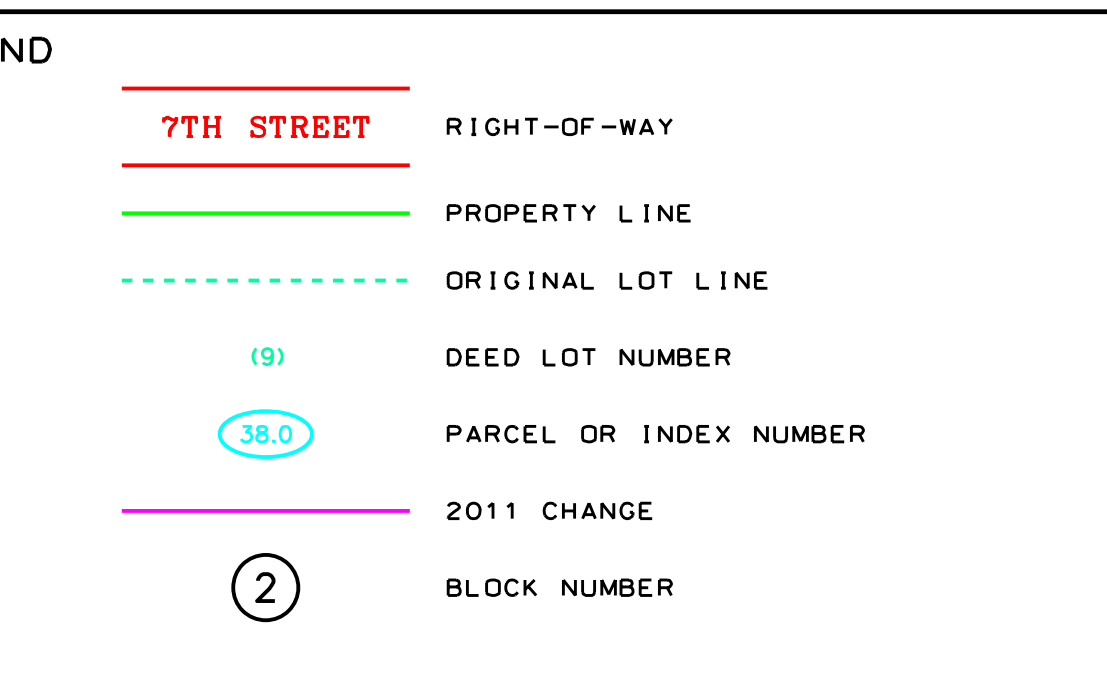 ND
7TH STREET RIGHT-OF-WAY
PROPERTY LINE
ORIGINAL LOT LINE
(9) DEED LOT NUMBER
38.0 PARCEL OR INDEX NUMBER
2011 CHANGE
2 BLOCK NUMBER